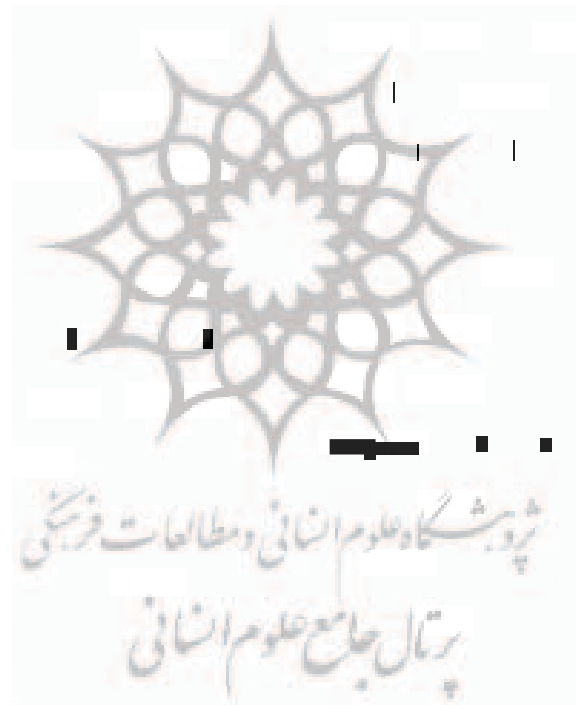 پژوهشگاه علوم انسانی و مطالعات فرهنگی
پرتال جامع علوم انسانی